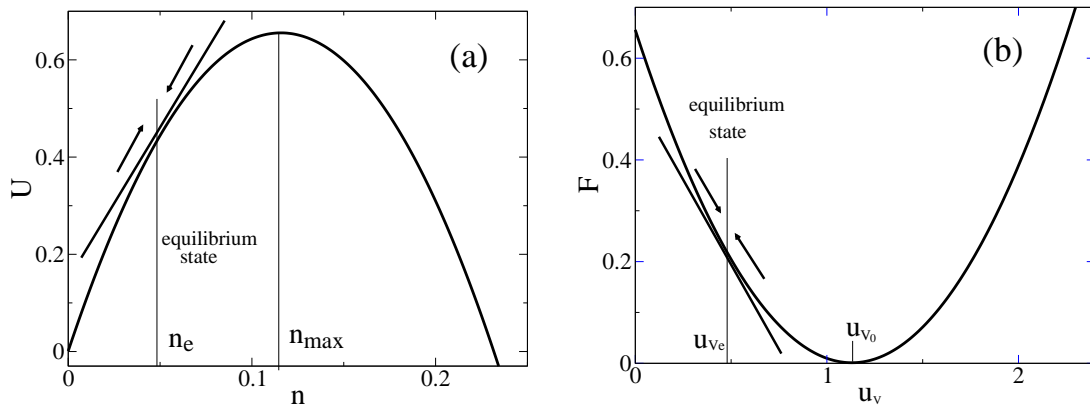 (a)
0.6
0.4
U
0.2
0
equilibrium
state
n_e
n_max
0
0.1
0.2
n
(b)
0.6
0.4
F
0.2
0
equilibrium
state
u_ve
u_v0
0
1
2
u_v